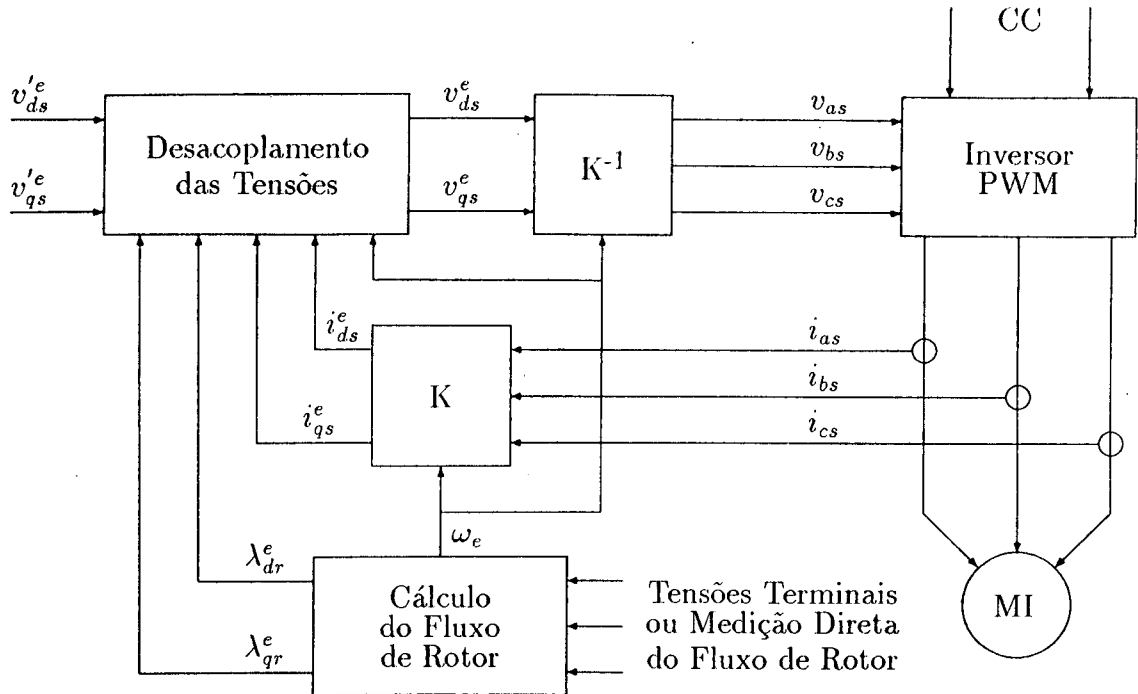 CC
v'^e_ds
v^e_ds
v_as
Desacoplamento
das Tensões
K^-1
v_bs
Inversor
PWM
v'^e_qs
v^e_qs
v_cs
i^e_ds
i_as
K
i_bs
i^e_qs
i_cs
ω_e
λ^e_dr
Cálculo
do Fluxo
de Rotor
Tensões Terminais
ou Medição Direta
do Fluxo de Rotor
MI
λ^e_qr